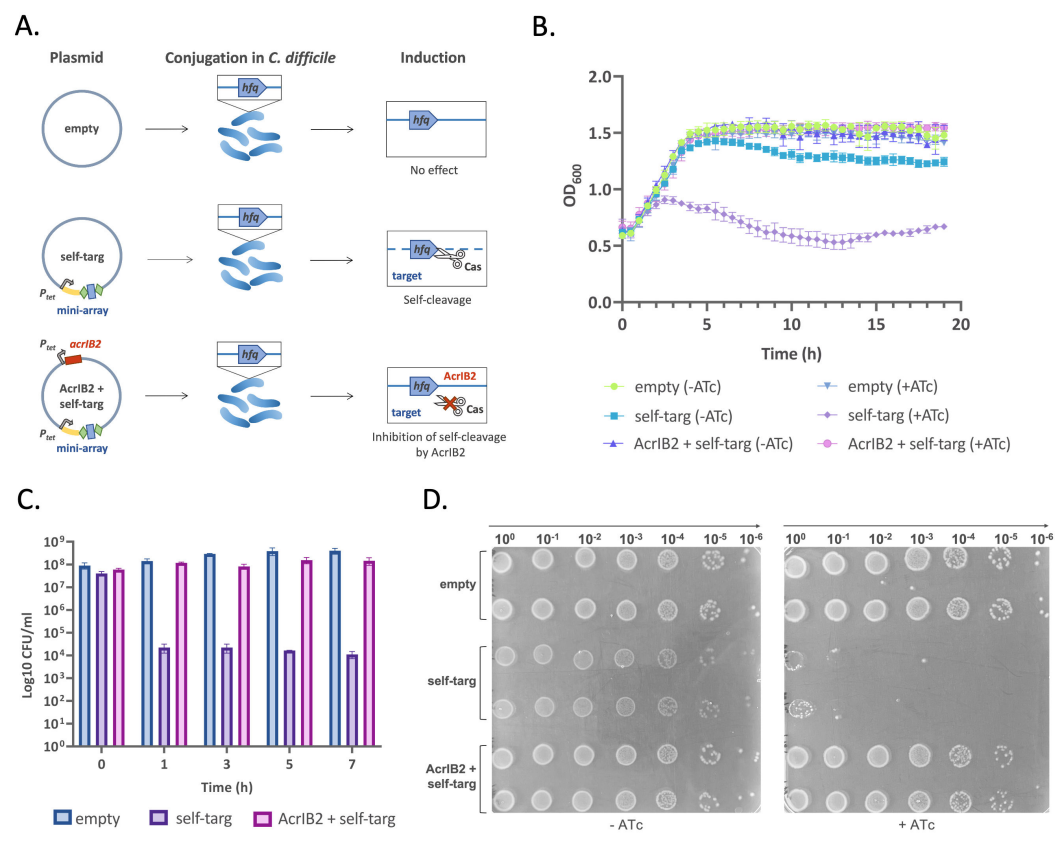 A.
Plasmid Conjugation in C. difficile Induction
hfq
empty
hfq
No effect
hfq
self-targ
hfq
Cas
target
Ptet
mini-array
Self-cleavage
Ptet acrIB2
hfq
AcrIB2 +
self-targ
AcrIB2
hfq
target
Cas
Ptet
mini-array
Inhibition of self-cleavage
by AcrIB2
B.
2.0
1.5
1.0
0.5
0.0
OD600
0 5 10 15 20
Time (h)
empty (-ATc) empty (+ATc)
self-targ (-ATc) self-targ (+ATc)
AcrIB2 + self-targ (-ATc) AcrIB2 + self-targ (+ATc)
C.
10⁹
10⁸
10⁷
10⁶
10⁵
10⁴
10³
10²
10¹
10⁰
Log10 CFU/ml
0 1 3 5 7
Time (h)
empty self-targ AcrIB2 + self-targ
D.
10⁰ 10⁻¹ 10⁻² 10⁻³ 10⁻⁴ 10⁻⁵ 10⁻⁶ 10⁰ 10⁻¹ 10⁻² 10⁻³ 10⁻⁴ 10⁻⁵ 10⁻⁶
empty
self-targ
AcrIB2 +
self-targ
- ATc + ATc